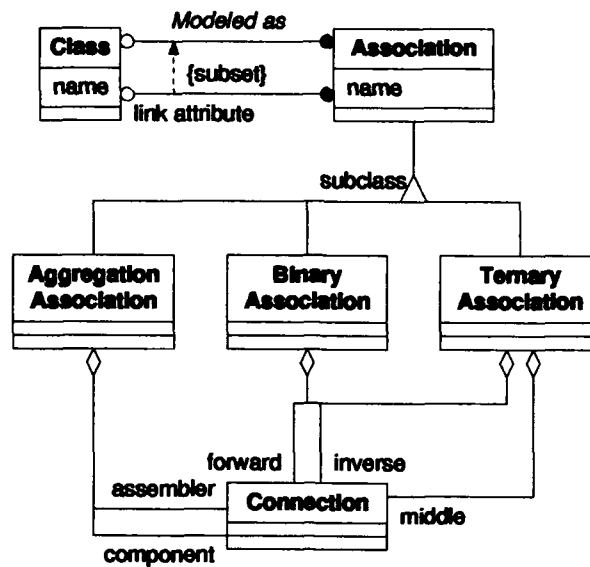 Modeled as
Class
Association
name
{subset}
name
link attribute
subclass
Aggregation
Association
Binary
Association
Ternary
Association
forward
inverse
assembler
Connection
middle
component